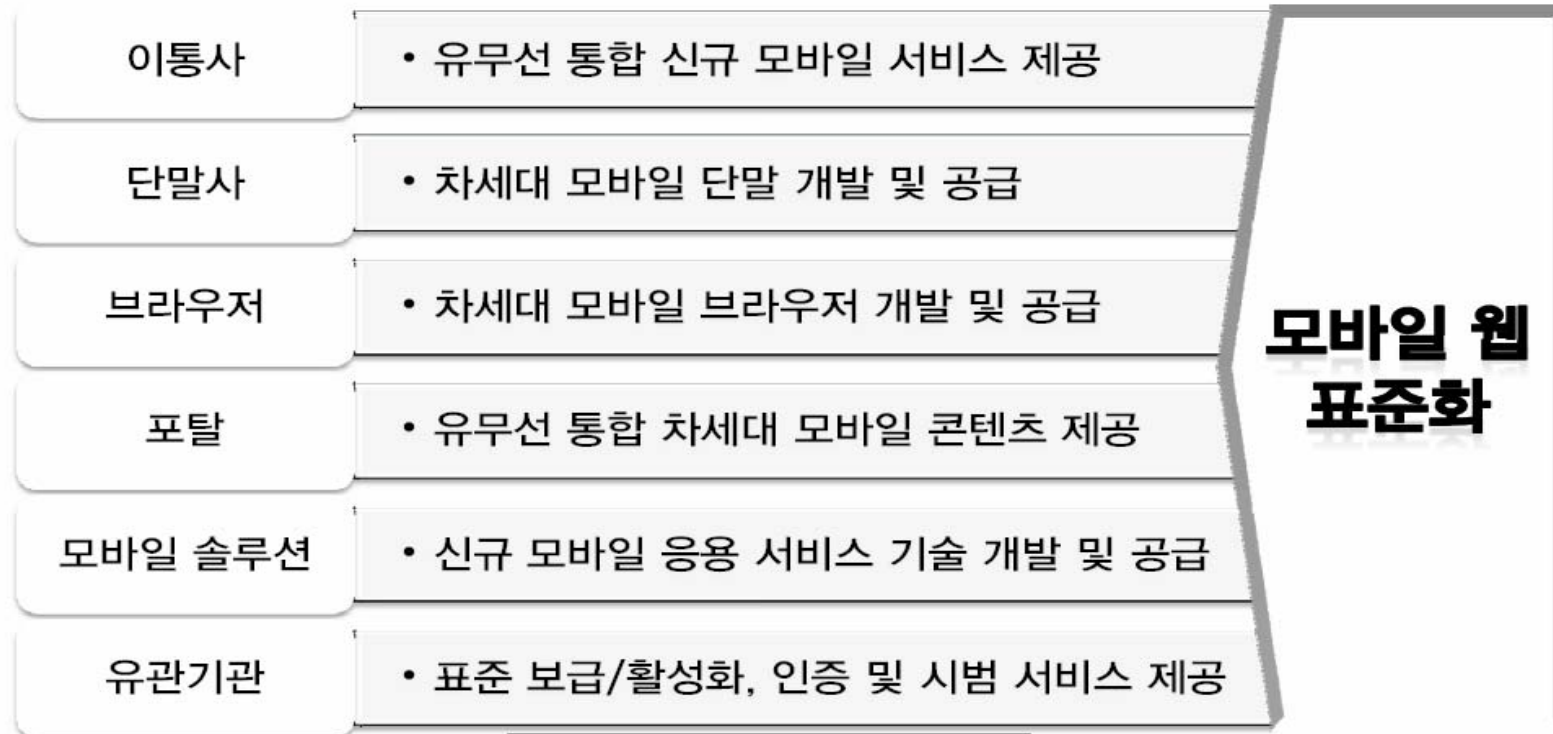 이통사
• 유무선 통합 신규 모바일 서비스 제공
단말사
• 차세대 모바일 단말 개발 및 공급
브라우저
• 차세대 모바일 브라우저 개발 및 공급
포탈
• 유무선 통합 차세대 모바일 콘텐츠 제공
모바일 솔루션
• 신규 모바일 응용 서비스 기술 개발 및 공급
유관기관
• 표준 보급/활성화, 인증 및 시범 서비스 제공
모바일 웹
표준화